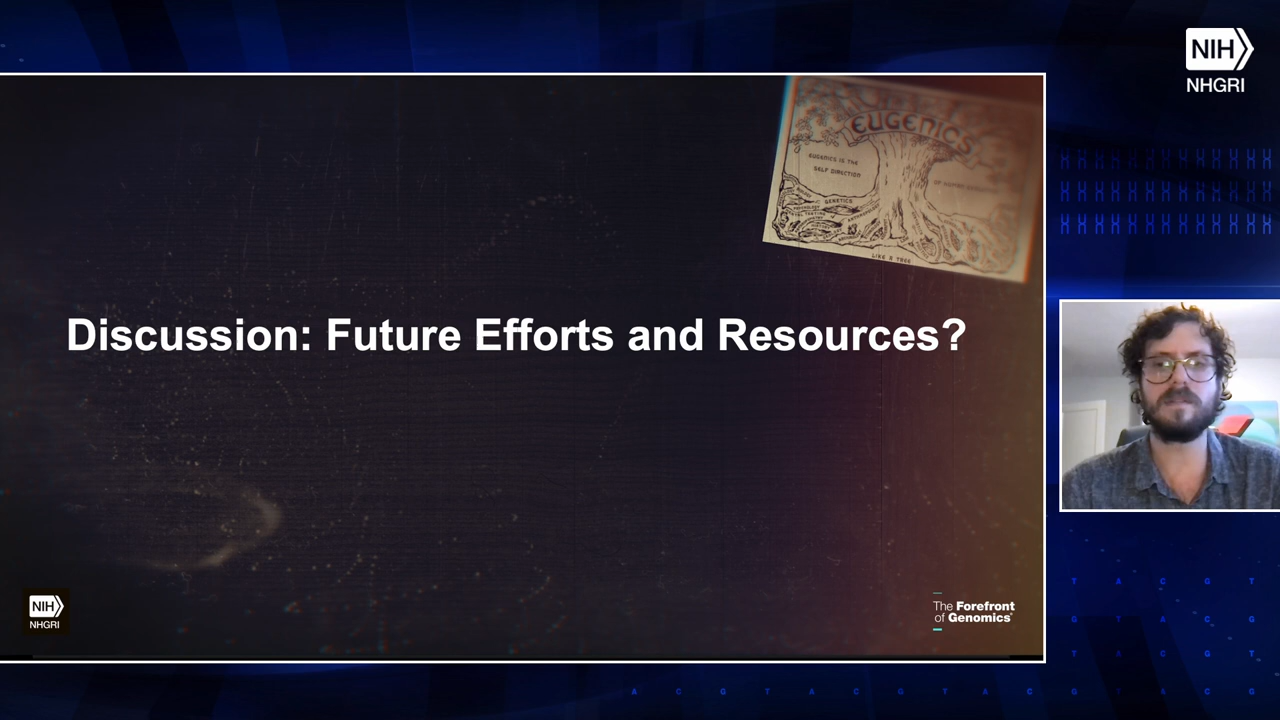 NIH
NHGRI
EUGENICS
EUGENICS IS THE
SELF DIRECTION
OF HUMAN EVOLUTION
GENETICS
LIKE A TREE
Discussion: Future Efforts and Resources?
NIH
NHGRI
The Forefront
of Genomics®
T A C G T
G T A C G
T A C G T
A C G T A C G T A C G T A C G